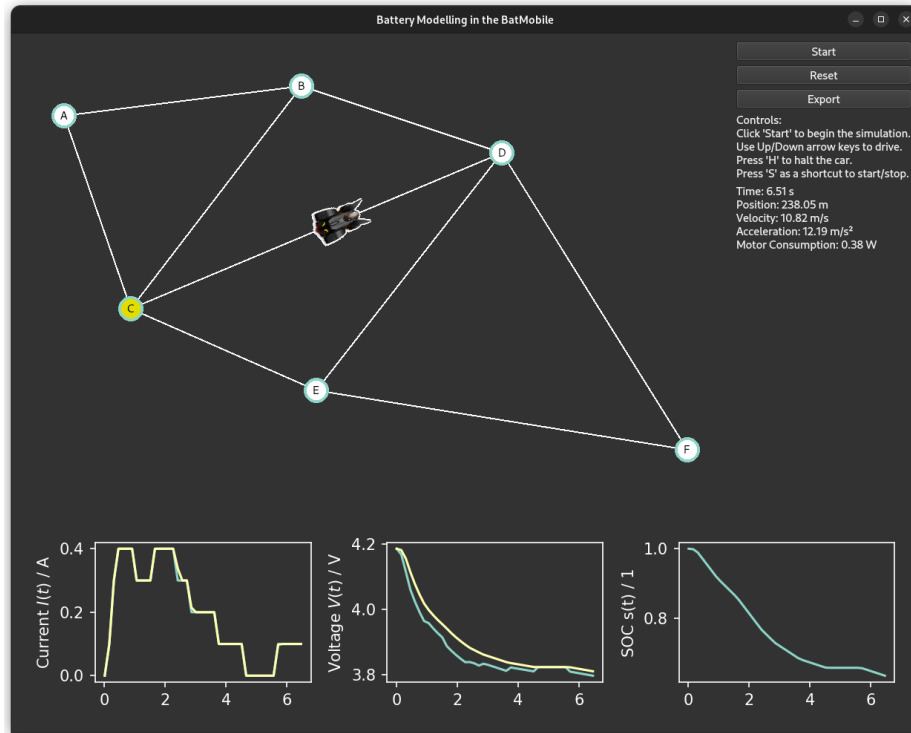 Battery Modelling in the BatMobile
Start
Reset
Export
Controls:
Click 'Start' to begin the simulation.
Use Up/Down arrow keys to drive.
Press 'H' to halt the car.
Press 'S' as a shortcut to start/stop.
Time: 6.51 s
Position: 238.05 m
Velocity: 10.82 m/s
Acceleration: 12.19 m/s²
Motor Consumption: 0.38 W
A
B
D
C
E
F
Current I(t) / A
0.4
0.2
0.0
0 2 4 6
Voltage V(t) / V
4.2
4.0
3.8
0 2 4 6
SOC s(t) / 1
1.0
0.8
0 2 4 6